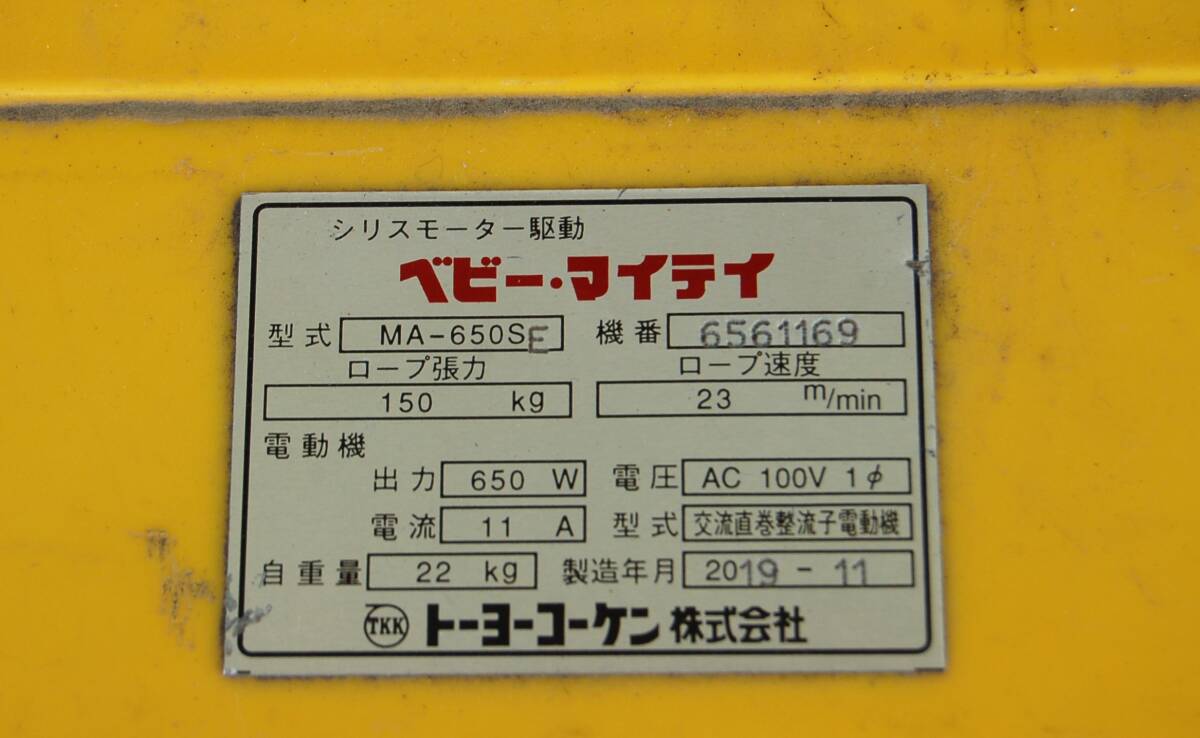 シリスモーター駆動
ベビー・マイテイ
型式 MA-650SE 機番 6561169
ロープ張力 ロープ速度
150 kg 23 m/min
電動機
出力 650 W 電圧 AC 100V 1φ
電流 11 A 型式 交流直巻整流子電動機
自重量 22 kg 製造年月 2019-11
TKK トーヨーコーケン株式会社